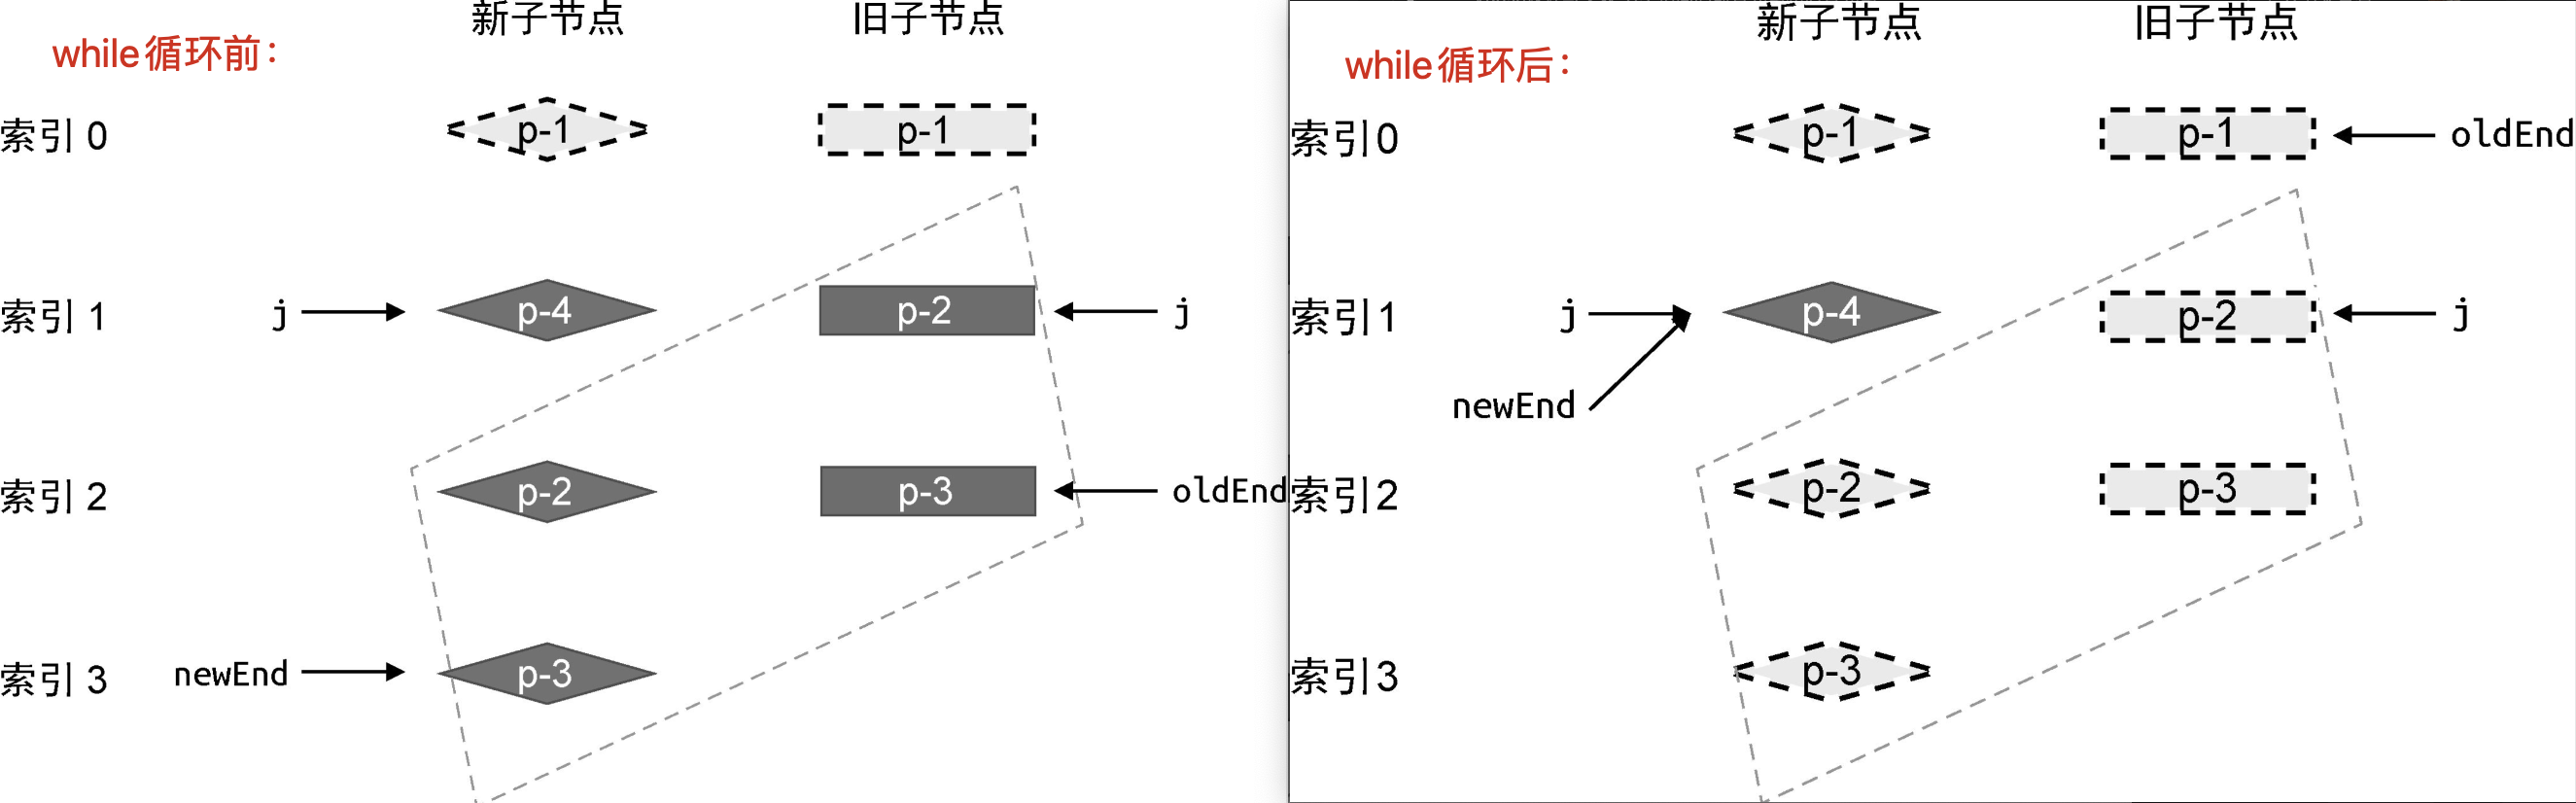 新子节点 旧子节点
while循环前：
索引 0 p-1 p-1
索引 1 j p-4 p-2 j
索引 2 p-2 p-3 oldEnd
索引 3 newEnd p-3
新子节点 旧子节点
while循环后：
索引0 p-1 p-1 oldEnd
索引1 j p-4 p-2 j
newEnd
索引2 p-2 p-3
索引3 p-3